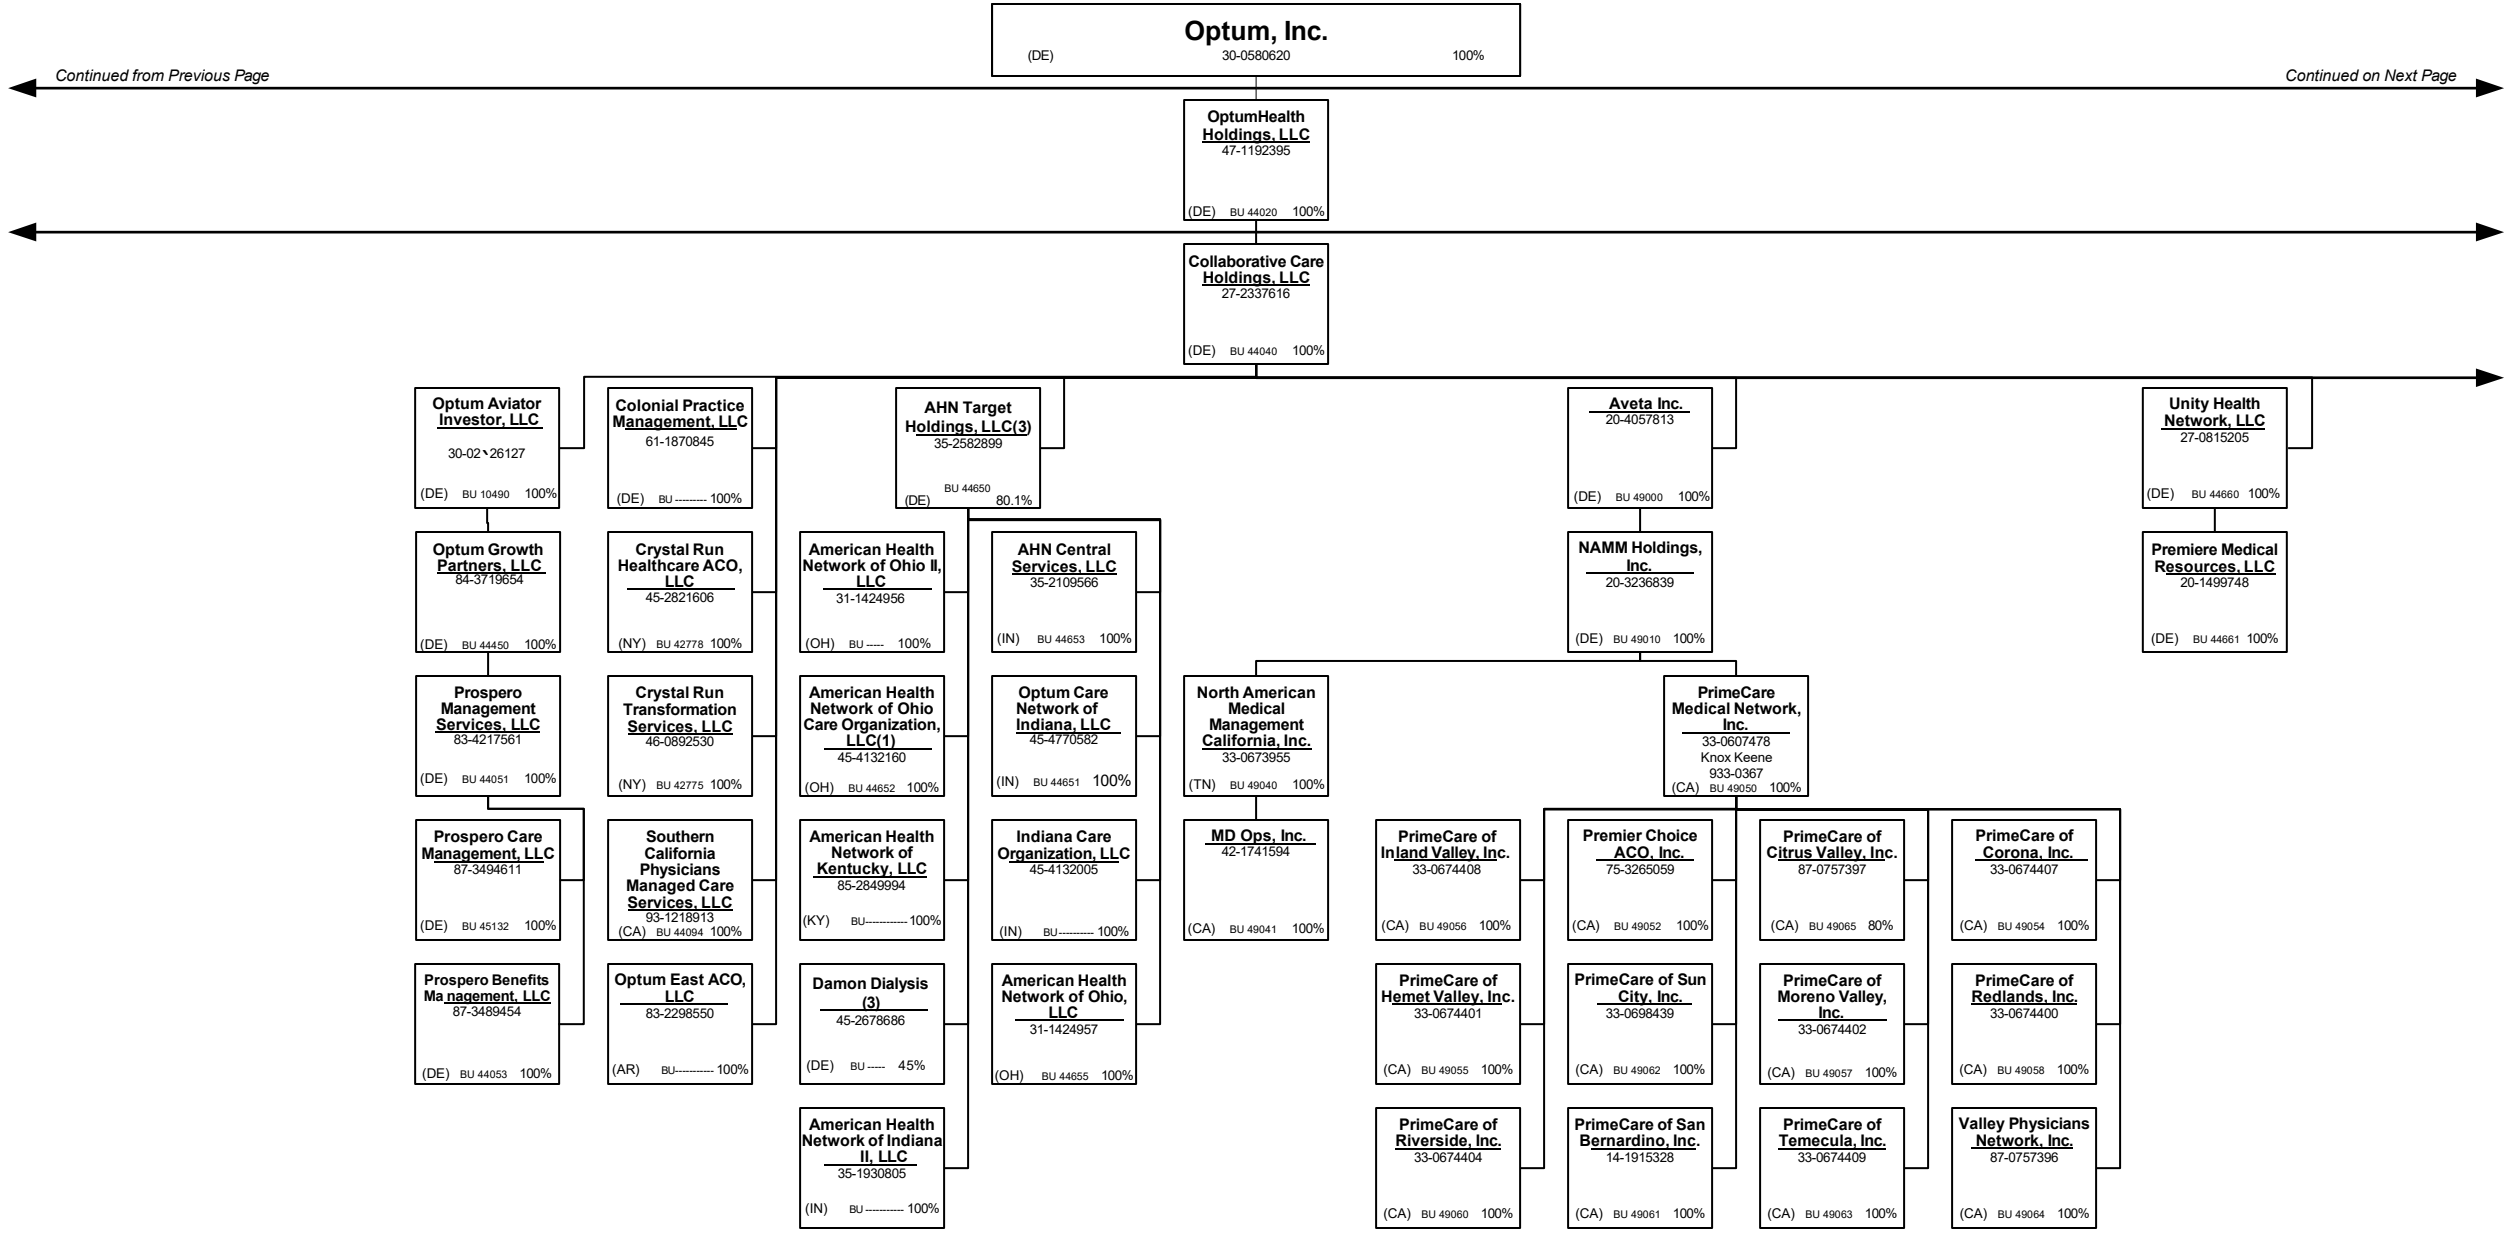 Optum, Inc.
(DE) 30-0580620 100%
Continued from Previous Page
Continued on Next Page
OptumHealth
Holdings, LLC
47-1192395
(DE) BU 44020 100%
Collaborative Care
Holdings, LLC
27-2337616
(DE) BU 44040 100%
Optum Aviator
Investor, LLC
30-02`26127
(DE) BU 10490 100%
Colonial Practice
Management, LLC
61-1870845
(DE) BU --------- 100%
AHN Target
Holdings, LLC(3)
35-2582899
BU 44650
(DE) 80.1%
Aveta Inc.
20-4057813
(DE) BU 49000 100%
Unity Health
Network, LLC
27-0815205
(DE) BU 44660 100%
Optum Growth
Partners, LLC
84-3719654
(DE) BU 44450 100%
Crystal Run
Healthcare ACO,
LLC
45-2821606
(NY) BU 42778 100%
American Health
Network of Ohio II,
LLC
31-1424956
(OH) BU ----- 100%
AHN Central
Services, LLC
35-2109566
(IN) BU 44653 100%
NAMM Holdings,
Inc.
20-3236839
(DE) BU 49010 100%
Premiere Medical
Resources, LLC
20-1499748
(DE) BU 44661 100%
Prospero
Management
Services, LLC
83-4217561
(DE) BU 44051 100%
Crystal Run
Transformation
Services, LLC
46-0892530
(NY) BU 42775 100%
American Health
Network of Ohio
Care Organization,
LLC(1)
45-4132160
(OH) BU 44652 100%
Optum Care
Network of
Indiana, LLC
45-4770582
(IN) BU 44651 100%
North American
Medical
Management
California, Inc.
33-0673955
(TN) BU 49040 100%
PrimeCare
Medical Network,
Inc.
33-0607478
Knox Keene
933-0367
(CA) BU 49050 100%
Prospero Care
Management, LLC
87-3494611
(DE) BU 45132 100%
Southern
California
Physicians
Managed Care
Services, LLC
93-1218913
(CA) BU 44094 100%
American Health
Network of
Kentucky, LLC
85-2849994
(KY) BU------------ 100%
Indiana Care
Organization, LLC
45-4132005
(IN) BU---------- 100%
MD Ops, Inc.
42-1741594
(CA) BU 49041 100%
PrimeCare of
Inland Valley, Inc.
33-0674408
(CA) BU 49056 100%
Premier Choice
ACO, Inc.
75-3265059
(CA) BU 49052 100%
PrimeCare of
Citrus Valley, Inc.
87-0757397
(CA) BU 49065 80%
PrimeCare of
Corona, Inc.
33-0674407
(CA) BU 49054 100%
Prospero Benefits
Management, LLC
87-3489454
(DE) BU 44053 100%
Optum East ACO,
LLC
83-2298550
(AR) BU----------- 100%
Damon Dialysis
(3)
45-2678686
(DE) BU ----- 45%
American Health
Network of Ohio,
LLC
31-1424957
(OH) BU 44655 100%
PrimeCare of
Hemet Valley, Inc.
33-0674401
(CA) BU 49055 100%
PrimeCare of Sun
City, Inc.
33-0698439
(CA) BU 49062 100%
PrimeCare of
Moreno Valley,
Inc.
33-0674402
(CA) BU 49057 100%
PrimeCare of
Redlands, Inc.
33-0674400
(CA) BU 49058 100%
American Health
Network of Indiana
II, LLC
35-1930805
(IN) BU ----------- 100%
PrimeCare of
Riverside, Inc.
33-0674404
(CA) BU 49060 100%
PrimeCare of San
Bernardino, Inc.
14-1915328
(CA) BU 49061 100%
PrimeCare of
Temecula, Inc.
33-0674409
(CA) BU 49063 100%
Valley Physicians
Network, Inc.
87-0757396
(CA) BU 49064 100%